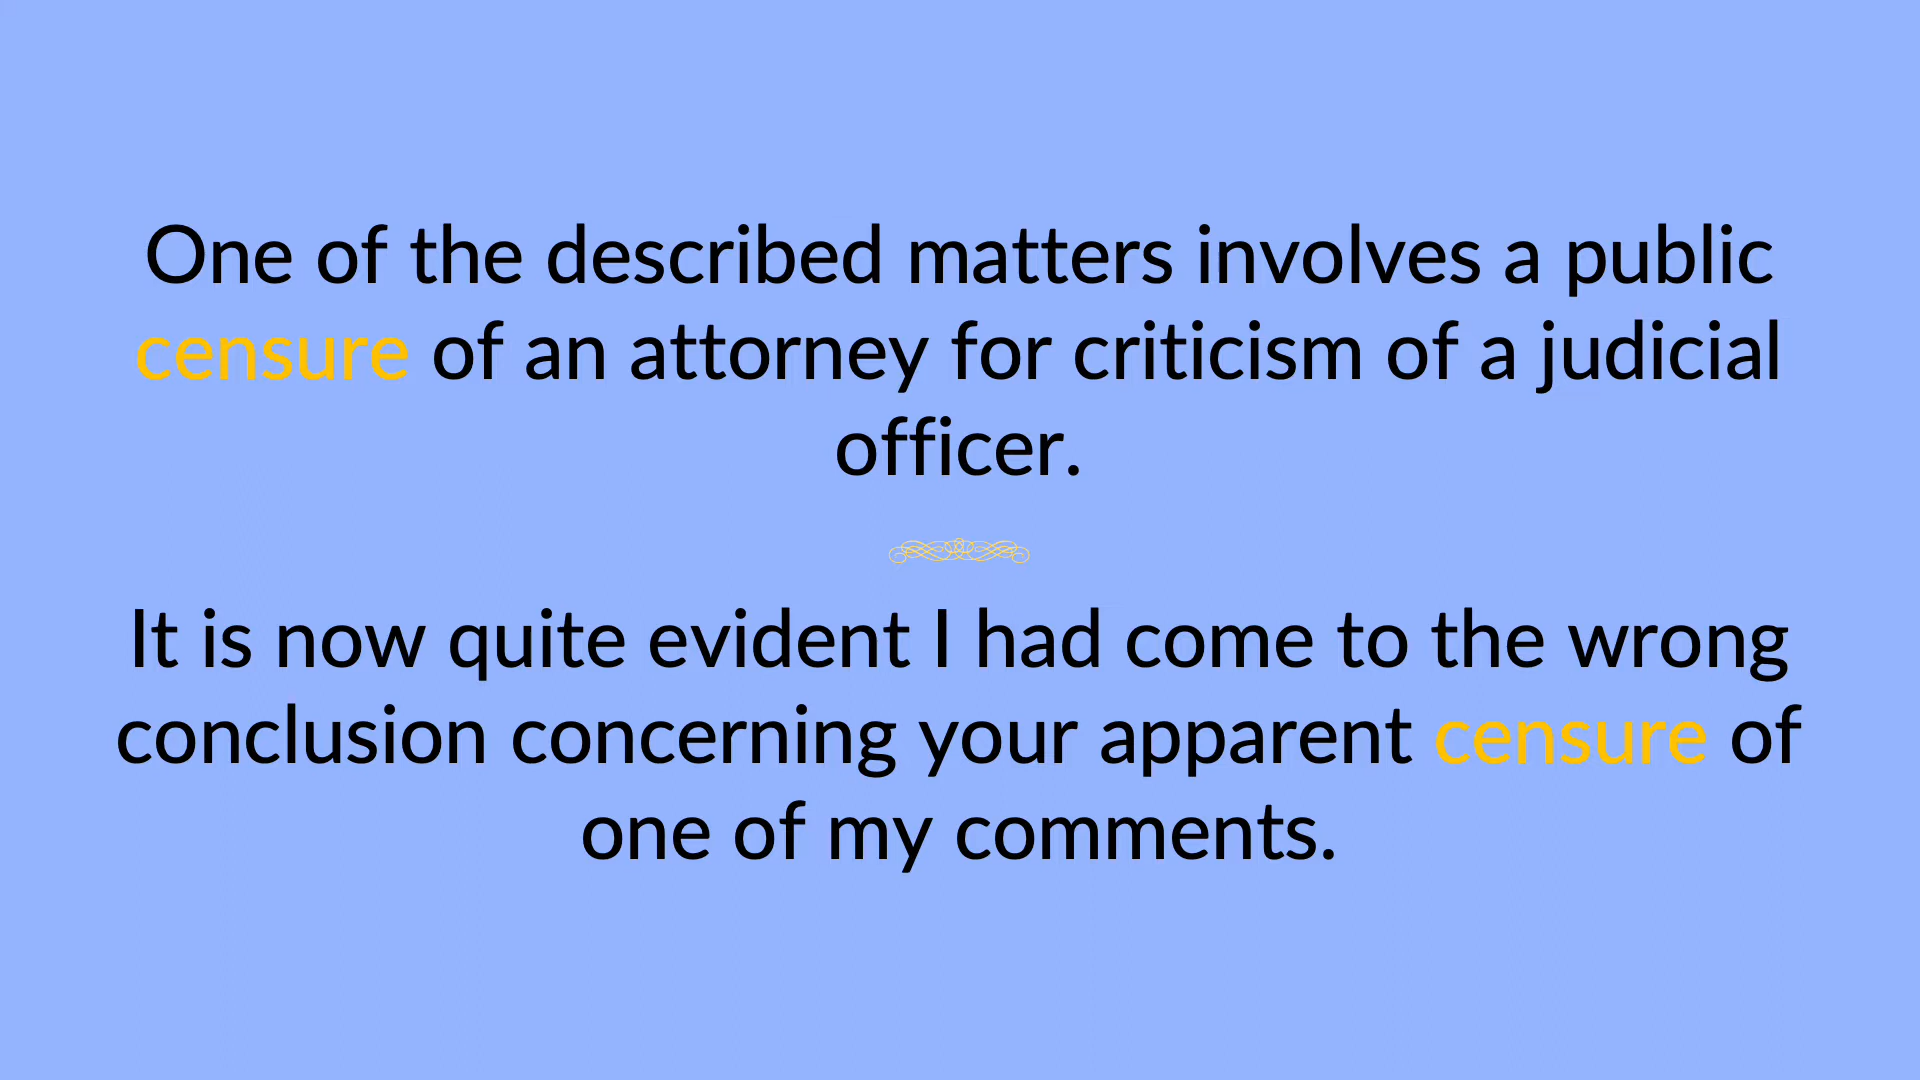 One of the described matters involves a public
censure of an attorney for criticism of a judicial
officer.
It is now quite evident I had come to the wrong
conclusion concerning your apparent censure of
one of my comments.